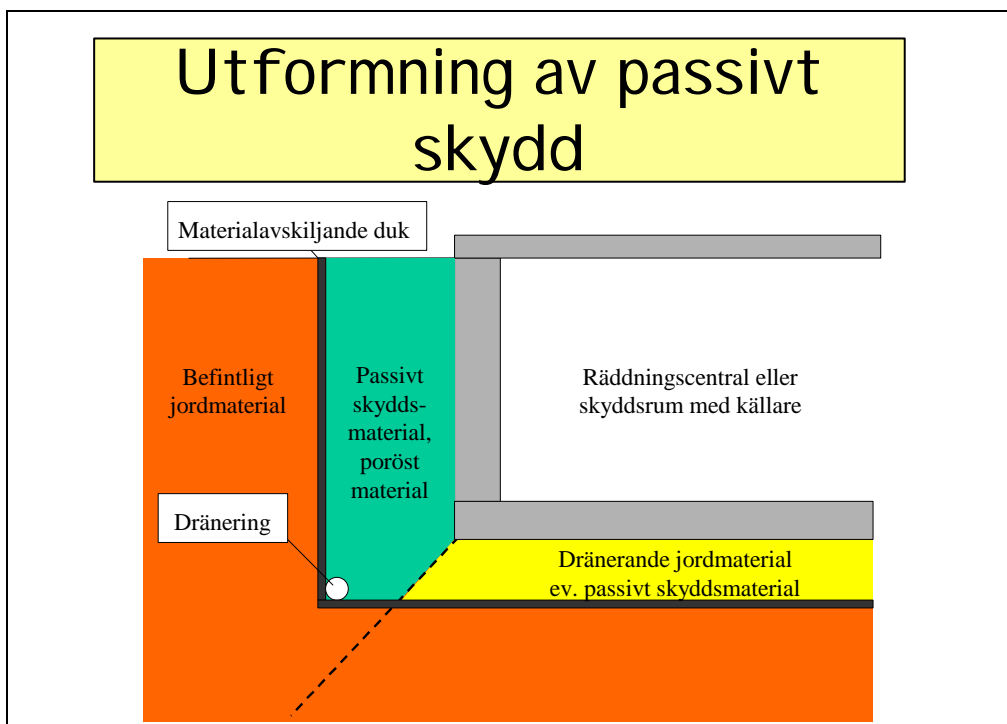 Utformning av passivt
skydd
Materialavskiljande duk
Befintligt
jordmaterial
Passivt
skydds-
material,
poröst
material
Räddningscentral eller
skyddsrum med källare
Dränering
Dränerande jordmaterial
ev. passivt skyddsmaterial